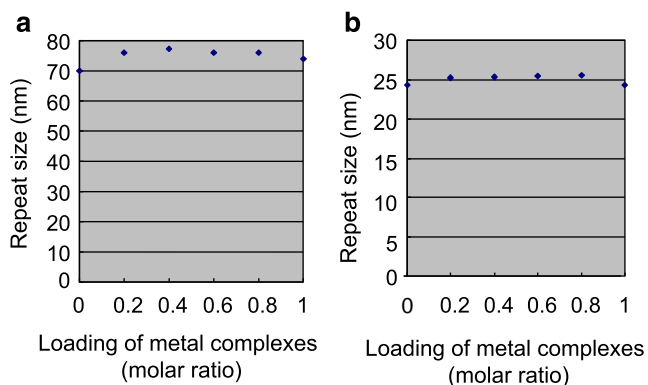 a
80
70
60
50
40
30
20
10
0
Repeat size (nm)
0 0.2 0.4 0.6 0.8 1
Loading of metal complexes
(molar ratio)
b
30
25
20
15
10
5
0
Repeat size (nm)
0 0.2 0.4 0.6 0.8 1
Loading of metal complexes
(molar ratio)